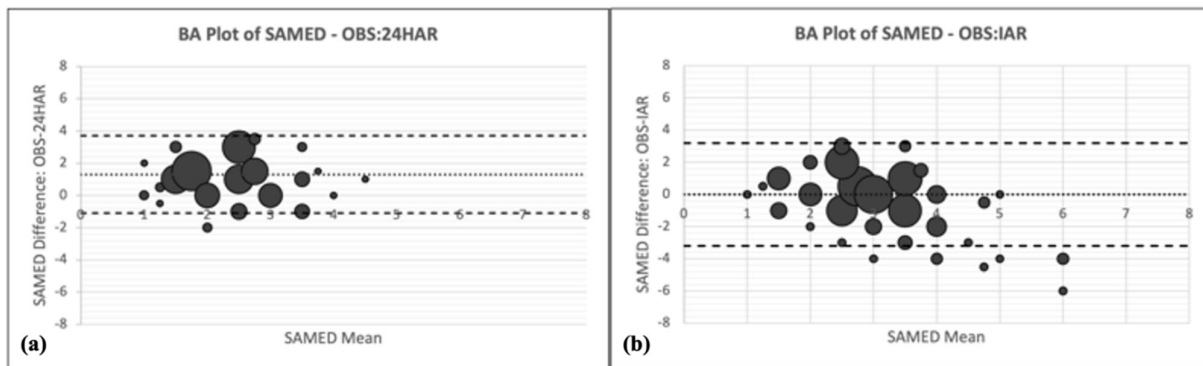 BA Plot of SAMED - OBS:24HAR
SAMED Difference: OBS-24HAR
8
6
4
2
0
-2
-4
-6
-8
0 1 2 3 4 5 6 7 8
SAMED Mean
(a)
BA Plot of SAMED - OBS:IAR
SAMED Difference: OBS-IAR
8
6
4
2
0
-2
-4
-6
-8
0 1 2 3 4 5 6 7 8
SAMED Mean
(b)